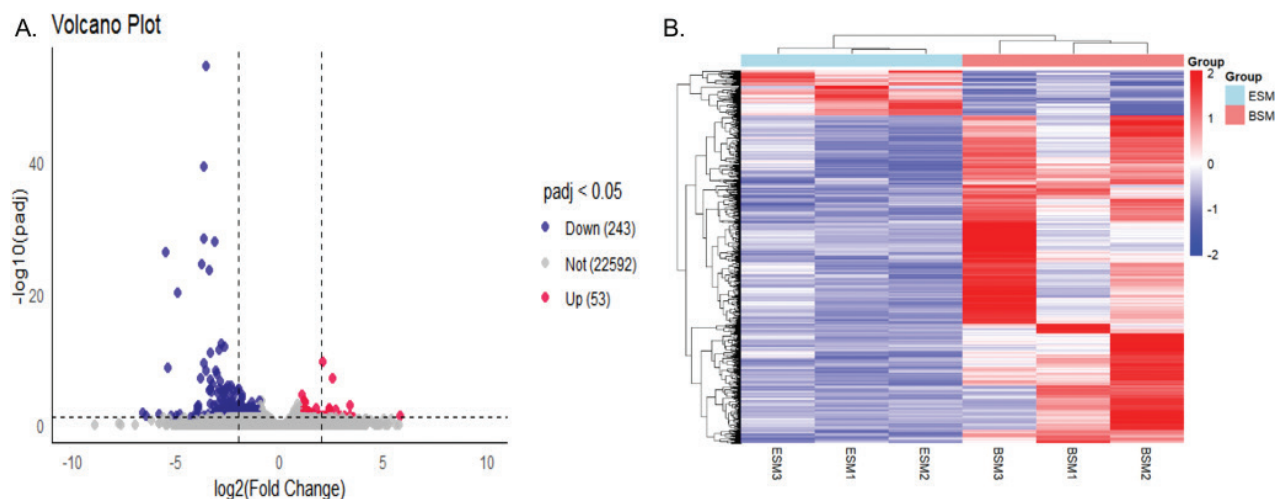 A.
Volcano Plot
-log10(padj)
40
20
0
-10
-5
0
5
10
log2(Fold Change)
padj < 0.05
Down (243)
Not (22592)
Up (53)
B.
Group
2
1
0
-1
-2
Group
ESM
BSM
ESM3
ESM1
ESM2
BSM3
BSM1
BSM2